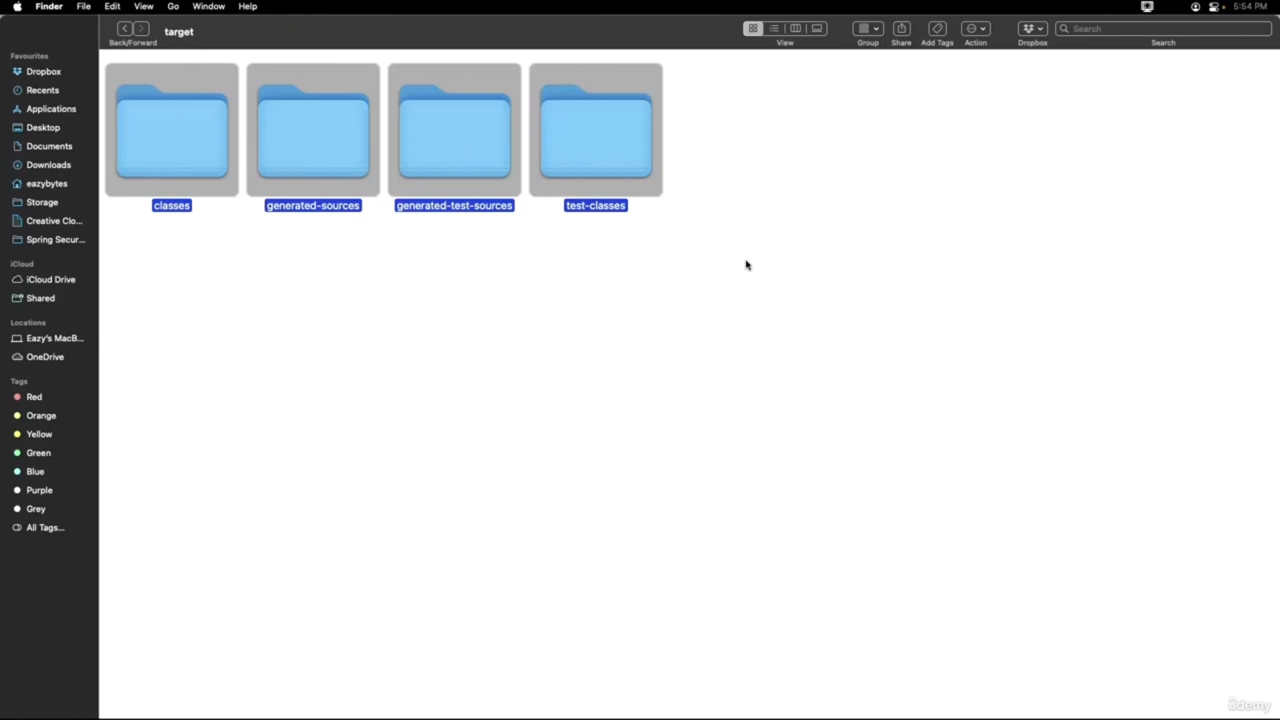 Finder File Edit View Go Window Help 5:54 PM
target
Search
Back/Forward View Group Share Add Tags Action Dropbox Search
Favourites
Dropbox
Recents
Applications
Desktop
Documents
Downloads
eazybytes
Storage
Creative Clo...
Spring Secur...
iCloud
iCloud Drive
Shared
Locations
Eazy's MacB...
OneDrive
Tags
Red
Orange
Yellow
Green
Blue
Purple
Grey
All Tags...
classes generated-sources generated-test-sources test-classes
ûdemy